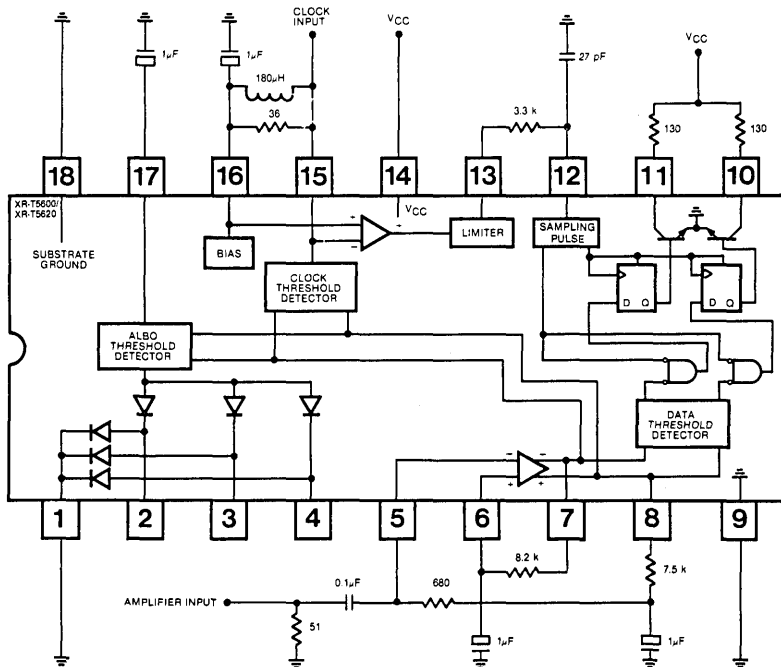 CLOCK
INPUT
VCC
VCC
1µF
1µF
180µH
27 pF
36
3.3 k
130
130
18
17
16
15
14
13
12
11
10
XR-T5600/
XR-T5620
SUBSTRATE
GROUND
BIAS
+
−
+
VCC
LIMITER
SAMPLING
PULSE
CLOCK
THRESHOLD
DETECTOR
D Q
D Q
ALBO
THRESHOLD
DETECTOR
DATA
THRESHOLD
DETECTOR
− −
+ +
1
2
3
4
5
6
7
8
9
8.2 k
7.5 k
0.1µF
680
AMPLIFIER INPUT
51
1µF
1µF